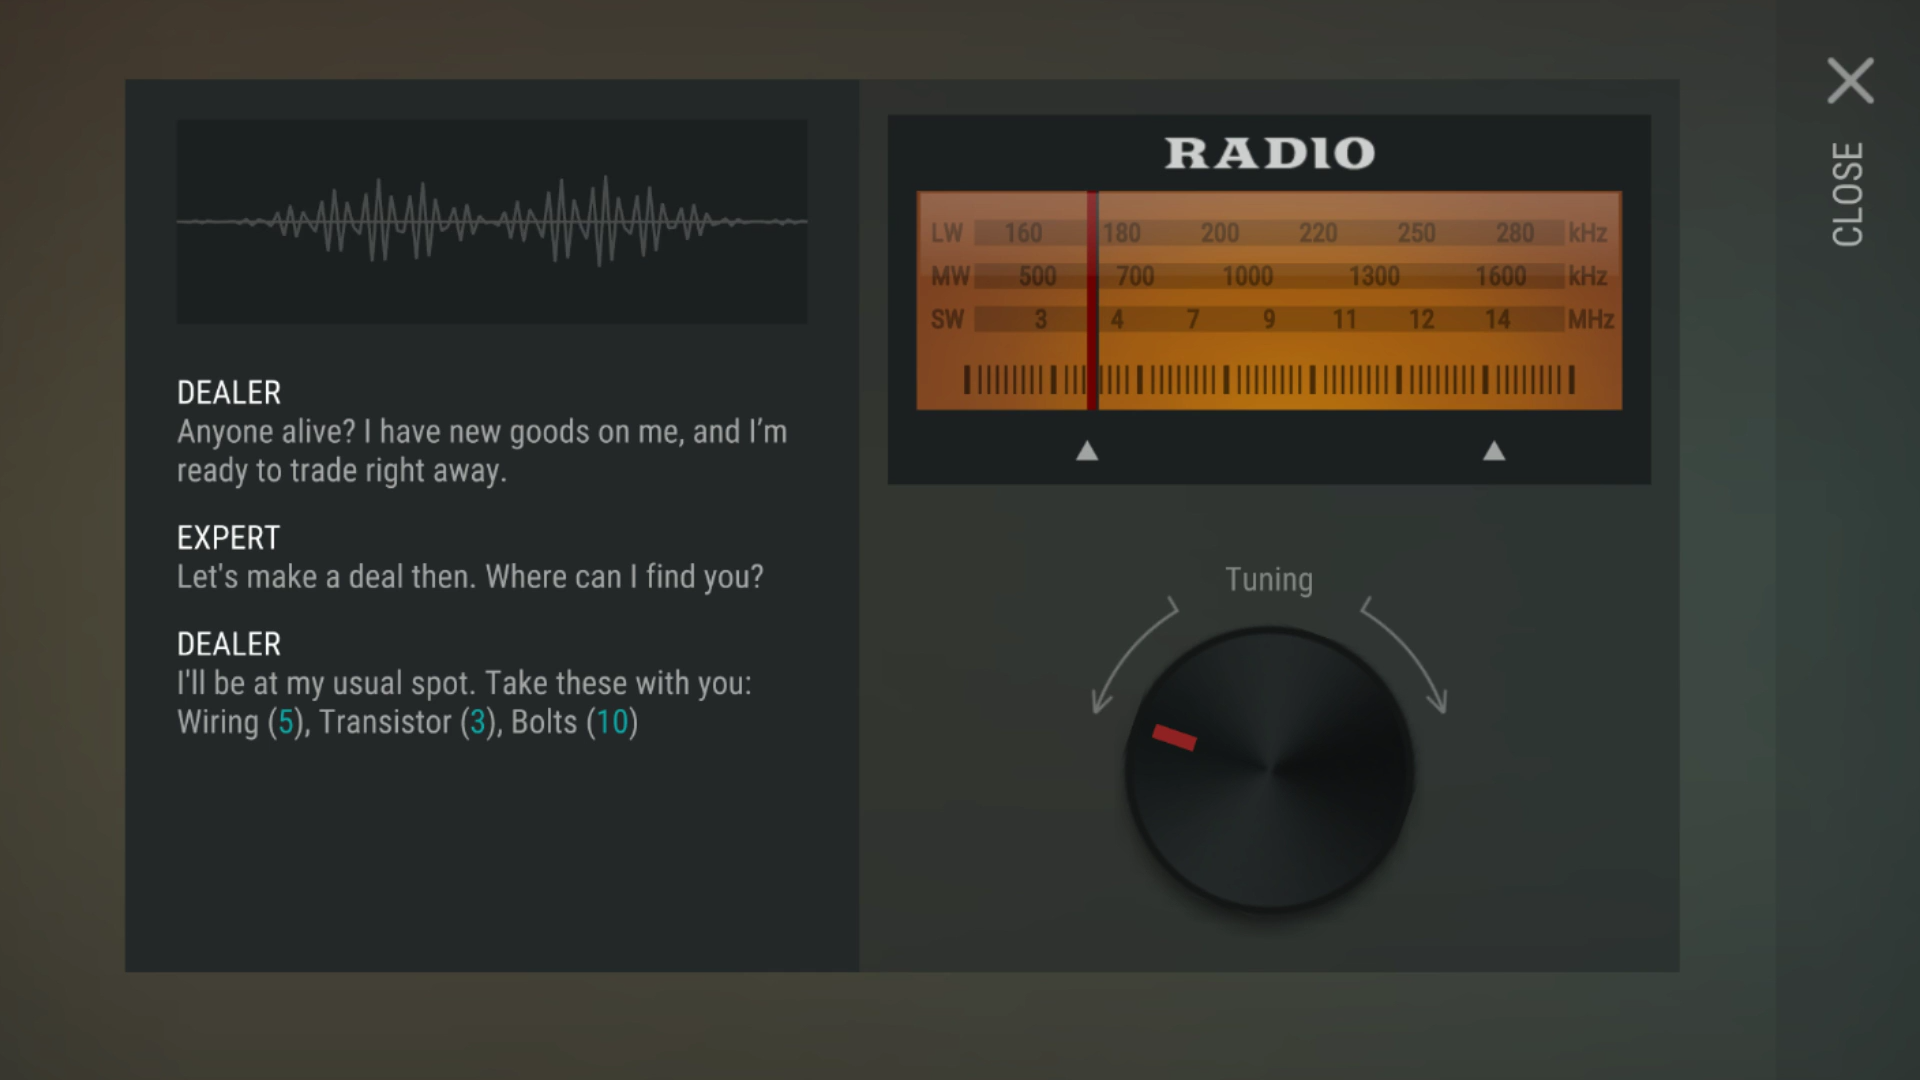 DEALER
Anyone alive? I have new goods on me, and I’m
ready to trade right away.
EXPERT
Let's make a deal then. Where can I find you?
DEALER
I'll be at my usual spot. Take these with you:
Wiring (5), Transistor (3), Bolts (10)
RADIO
LW 160 180 200 220 250 280 kHz
MW 500 700 1000 1300 1600 kHz
SW 3 4 7 9 11 12 14 MHz
Tuning
CLOSE